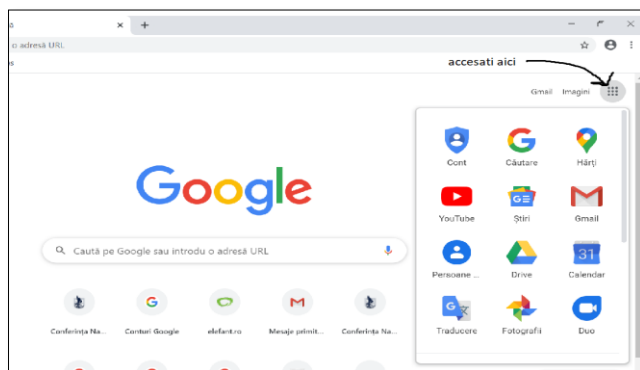 o adresă URL
accesati aici
Gmail Imagini
Cont Căutare Hărți
Google
YouTube Știri Gmail
Caută pe Google sau introdu o adresă URL
Persoane ... Drive 31 Calendar
Traducere Fotografii Duo
Conferința Na... Contsei Google elefant.ro Mesaje primit... Conferința Na...